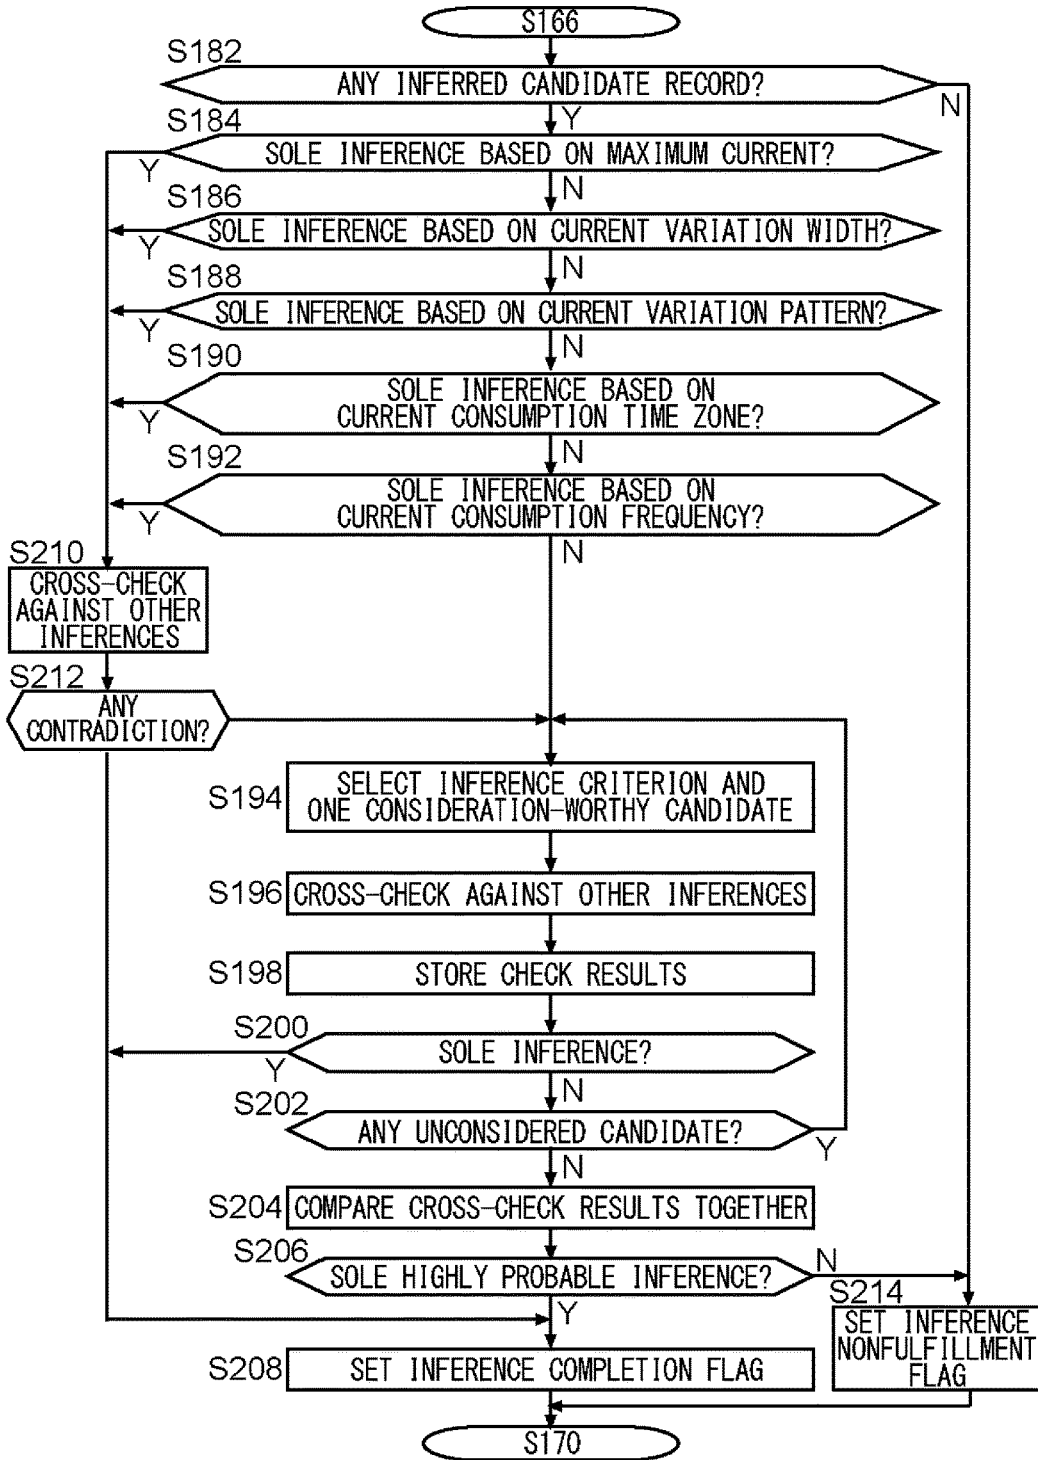 S166
S182
ANY INFERRED CANDIDATE RECORD?
N
Y
S184
SOLE INFERENCE BASED ON MAXIMUM CURRENT?
Y
N
S186
SOLE INFERENCE BASED ON CURRENT VARIATION WIDTH?
Y
N
S188
SOLE INFERENCE BASED ON CURRENT VARIATION PATTERN?
Y
N
S190
SOLE INFERENCE BASED ON
CURRENT CONSUMPTION TIME ZONE?
Y
N
S192
SOLE INFERENCE BASED ON
CURRENT CONSUMPTION FREQUENCY?
Y
N
S210
CROSS-CHECK
AGAINST OTHER
INFERENCES
S212
ANY
CONTRADICTION?
S194
SELECT INFERENCE CRITERION AND
ONE CONSIDERATION-WORTHY CANDIDATE
S196
CROSS-CHECK AGAINST OTHER INFERENCES
S198
STORE CHECK RESULTS
S200
SOLE INFERENCE?
Y
N
S202
ANY UNCONSIDERED CANDIDATE?
Y
N
S204
COMPARE CROSS-CHECK RESULTS TOGETHER
S206
SOLE HIGHLY PROBABLE INFERENCE?
N
Y
S214
SET INFERENCE
NONFULFILLMENT
FLAG
S208
SET INFERENCE COMPLETION FLAG
S170